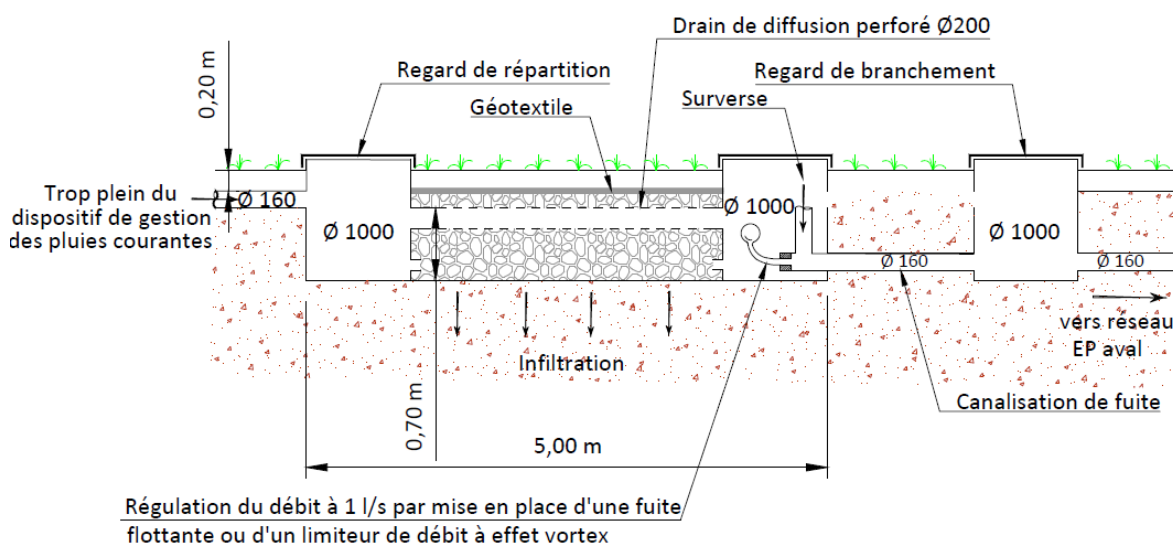 Drain de diffusion perforé Ø200
Regard de répartition
Regard de branchement
Géotextile
Surverse
0,20 m
Trop plein du
dispositif de gestion
des pluies courantes
Ø 160
Ø 1000
Ø 1000
Ø 1000
Ø 160
Ø 160
vers réseau
EP aval
Infiltration
Canalisation de fuite
0,70 m
5,00 m
Régulation du débit à 1 l/s par mise en place d'une fuite
flottante ou d'un limiteur de débit à effet vortex